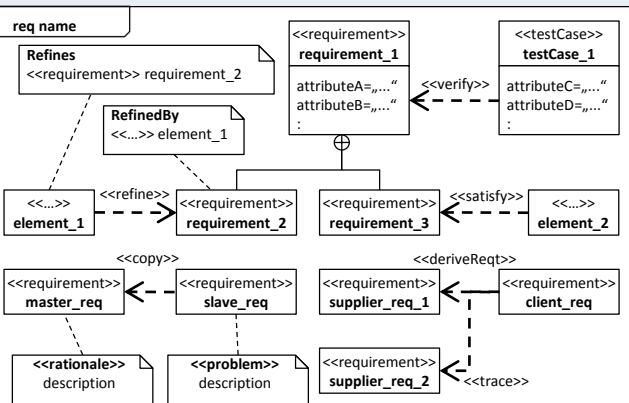 req name
Refines
<<requirement>> requirement_2
RefinedBy
<<...>> element_1
<<requirement>>
requirement_1
attributeA=„...“
attributeB=„...“
:
<<verify>>
<<testCase>>
testCase_1
attributeC=„...“
attributeD=„...“
:
<<...>>
element_1
<<refine>>
<<requirement>>
requirement_2
<<requirement>>
requirement_3
<<satisfy>>
<<...>>
element_2
<<copy>>
<<deriveReqt>>
<<requirement>>
master_req
<<requirement>>
slave_req
<<requirement>>
supplier_req_1
<<requirement>>
client_req
<<rationale>>
description
<<problem>>
description
<<requirement>>
supplier_req_2
<<trace>>